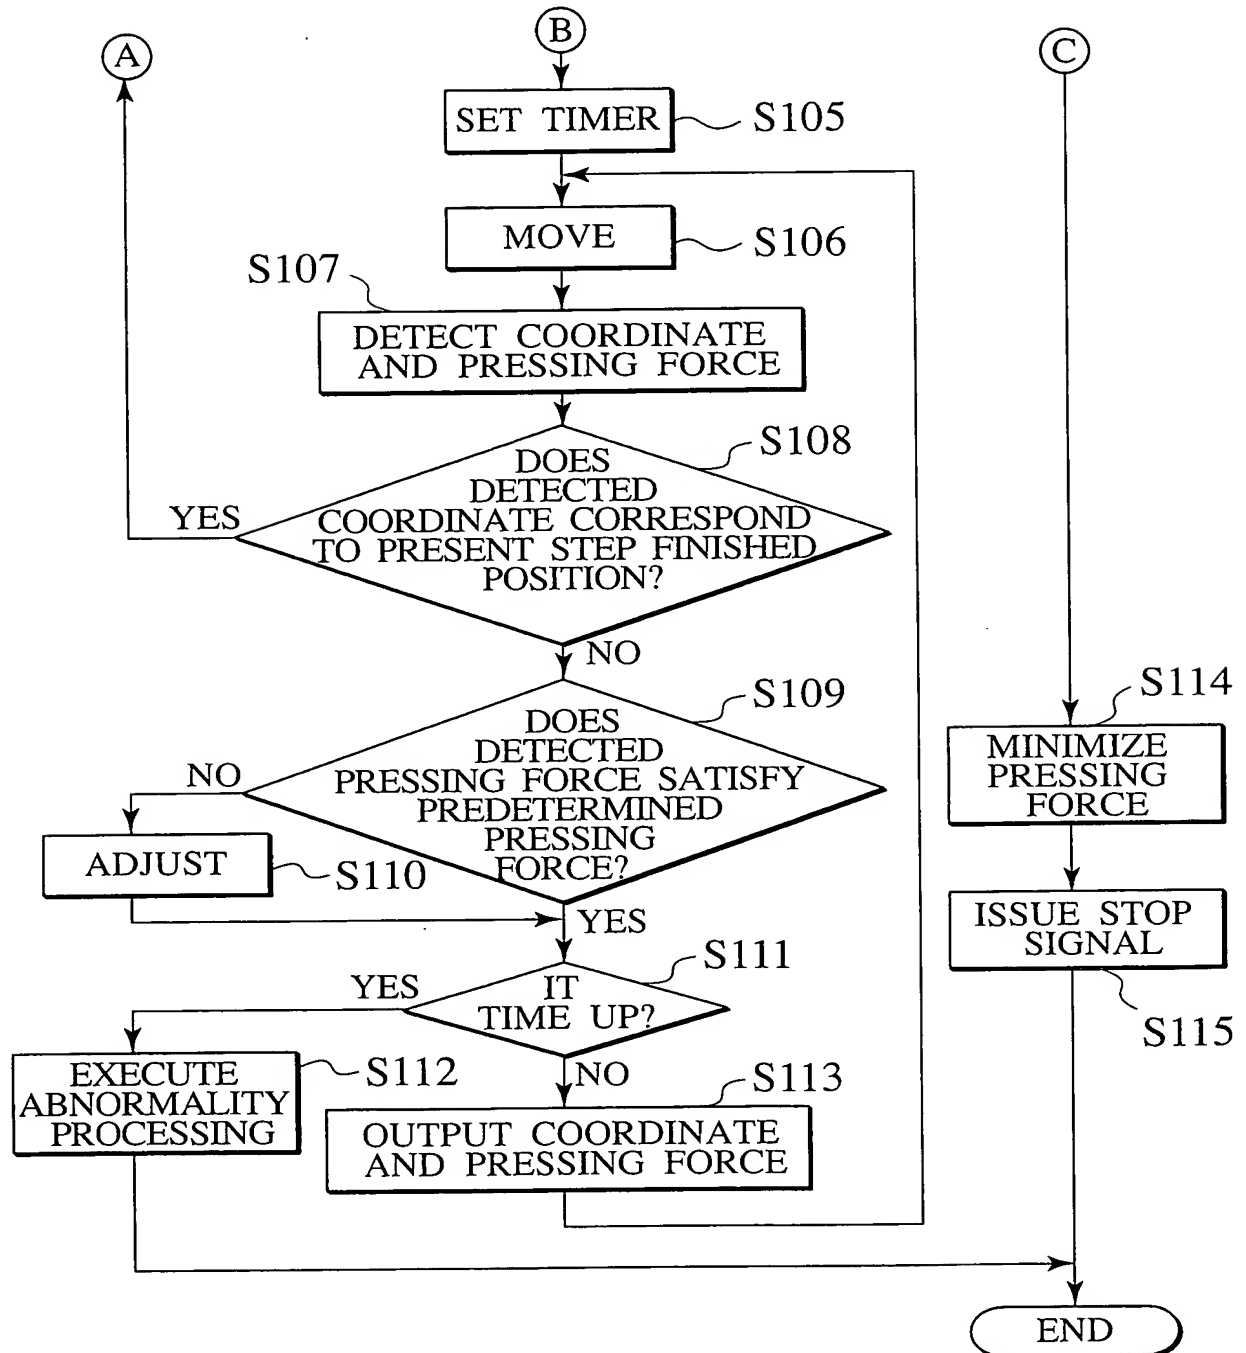 A
B
C
SET TIMER
S105
MOVE
S106
S107
DETECT COORDINATE
AND PRESSING FORCE
S108
DOES
DETECTED
COORDINATE CORRESPOND
TO PRESENT STEP FINISHED
POSITION?
YES
NO
S109
DOES
DETECTED
PRESSING FORCE SATISFY
PREDETERMINED
PRESSING
FORCE?
NO
ADJUST
S110
YES
S111
IT
TIME UP?
YES
EXECUTE
ABNORMALITY
PROCESSING
S112
NO
S113
OUTPUT COORDINATE
AND PRESSING FORCE
S114
MINIMIZE
PRESSING
FORCE
ISSUE STOP
SIGNAL
S115
END